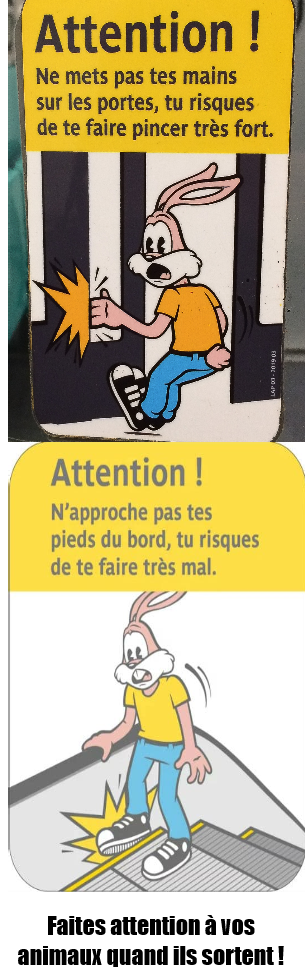 Attention !
Ne mets pas tes mains
sur les portes, tu risques
de te faire pincer très fort.
LAP 03 - 2019 03
Attention !
N'approche pas tes
pieds du bord, tu risques
de te faire très mal.
Faites attention à vos
animaux quand ils sortent !